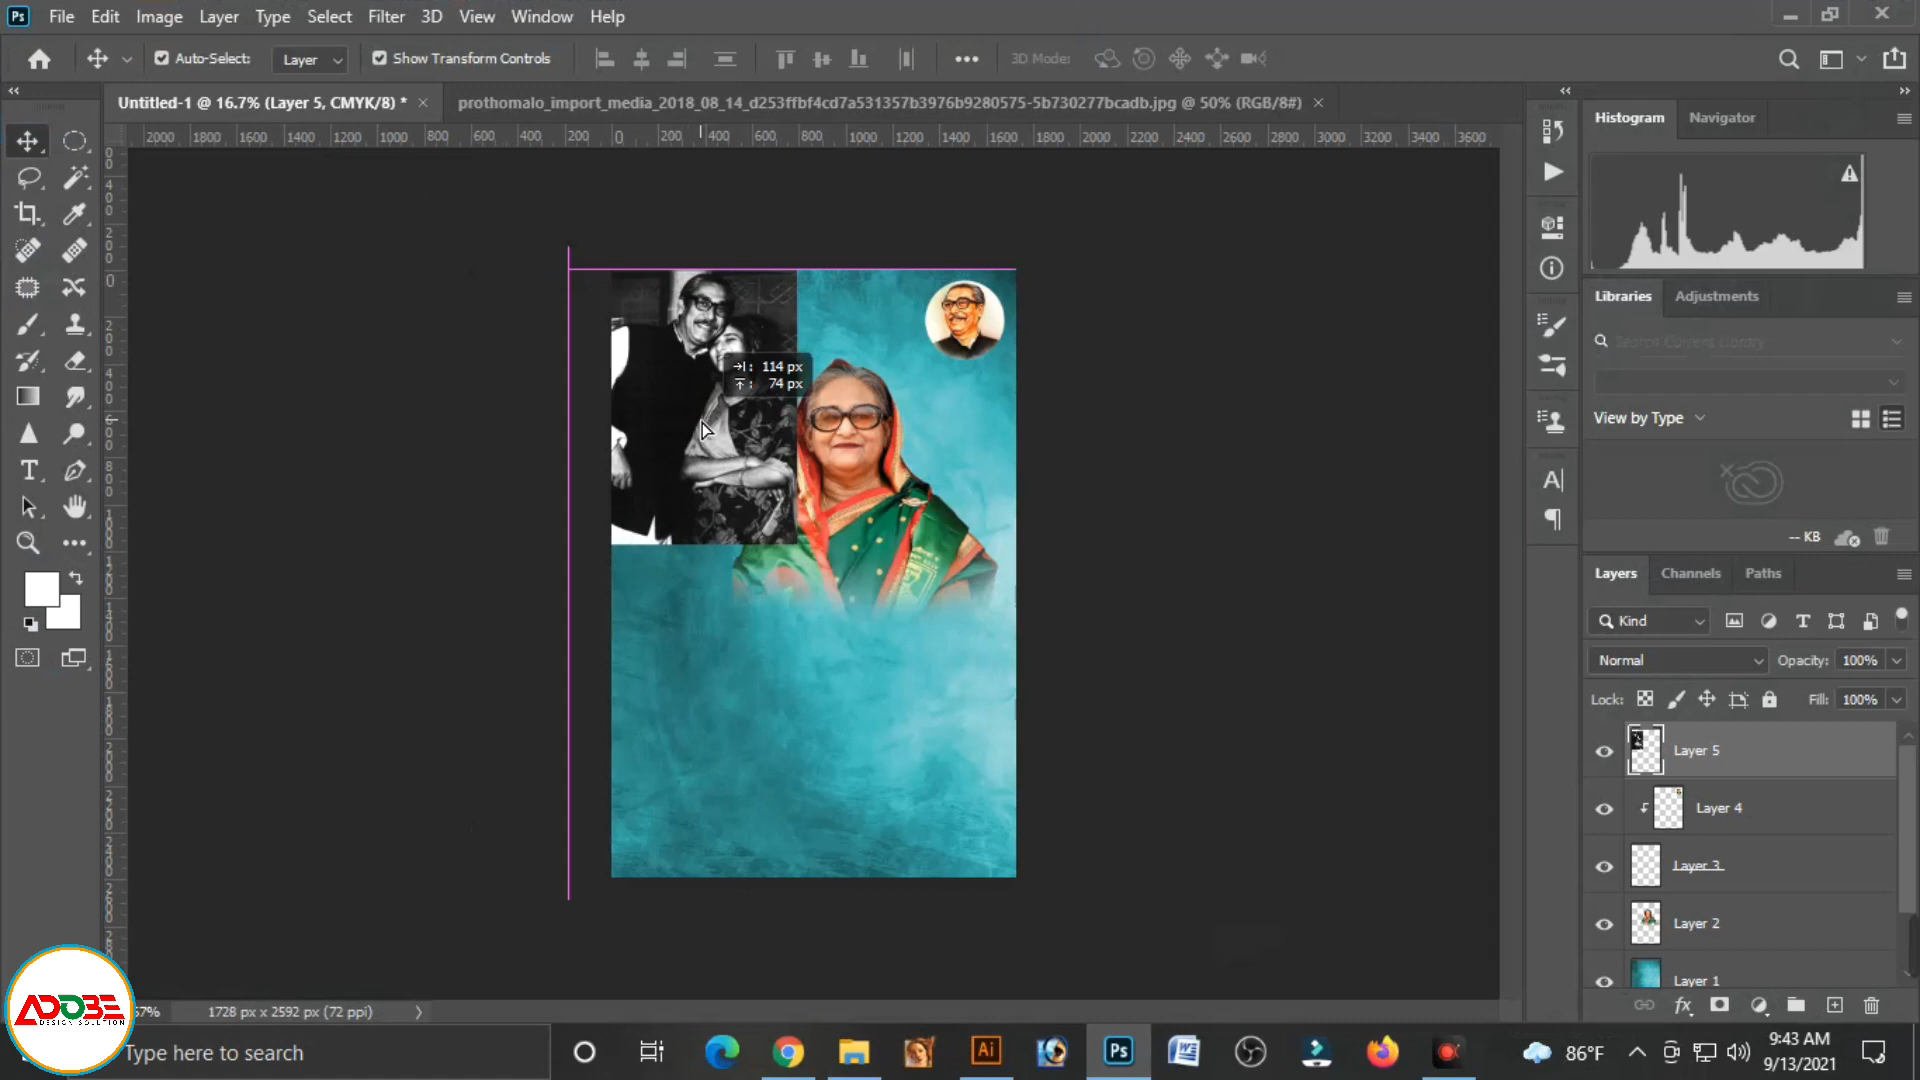 Ps File Edit Image Layer Type Select Filter 3D View Window Help
Auto-Select: Layer Show Transform Controls 3D Mode:
Untitled-1 @ 16.7% (Layer 5, CMYK/8) * × prothomalo_import_media_2018_08_14_d253ffbf4cd7a531357b3976b9280575-5b730277bcadb.jpg @ 50% (RGB/8#) ×
2000 1800 1600 1400 1200 1000 800 600 400 200 0 200 400 600 800 1000 1200 1400 1600 1800 2000 2200 2400 2600 2800 3000 3200 3400 3600
Histogram Navigator
Libraries Adjustments
Search Current Library
View by Type
-- KB
114 px
74 px
Layers Channels Paths
Kind
Normal Opacity: 100%
Lock: Fill: 100%
Layer 5
Layer 4
Layer 3
Layer 2
Layer 1
fx
1728 px x 2592 px (72 ppi)
ADOBE
DESIGN SOLUTION
Type here to search
Ai Ps W
86°F
9:43 AM
9/13/2021